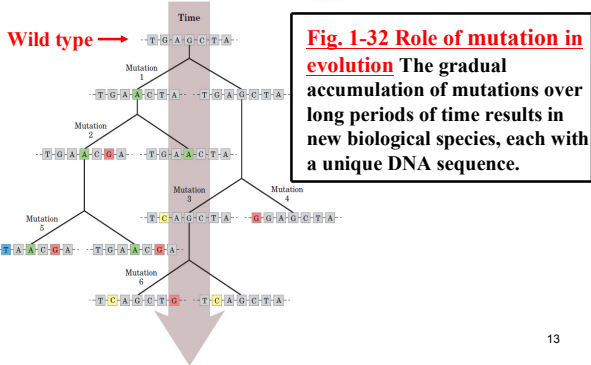 Time
Wild type
T G A G C T A
Mutation
1
T G A A C T A
T G A G C T A
Mutation
2
T G A A C G A
T G A A C T A
Mutation
3
Mutation
4
T C A G C T A
G G A G C T A
Mutation
5
T A A C G A
T G A A C G A
Mutation
6
T C A G C T G
T C A G C T A
Fig. 1-32 Role of mutation in
evolution The gradual
accumulation of mutations over
long periods of time results in
new biological species, each with
a unique DNA sequence.
13